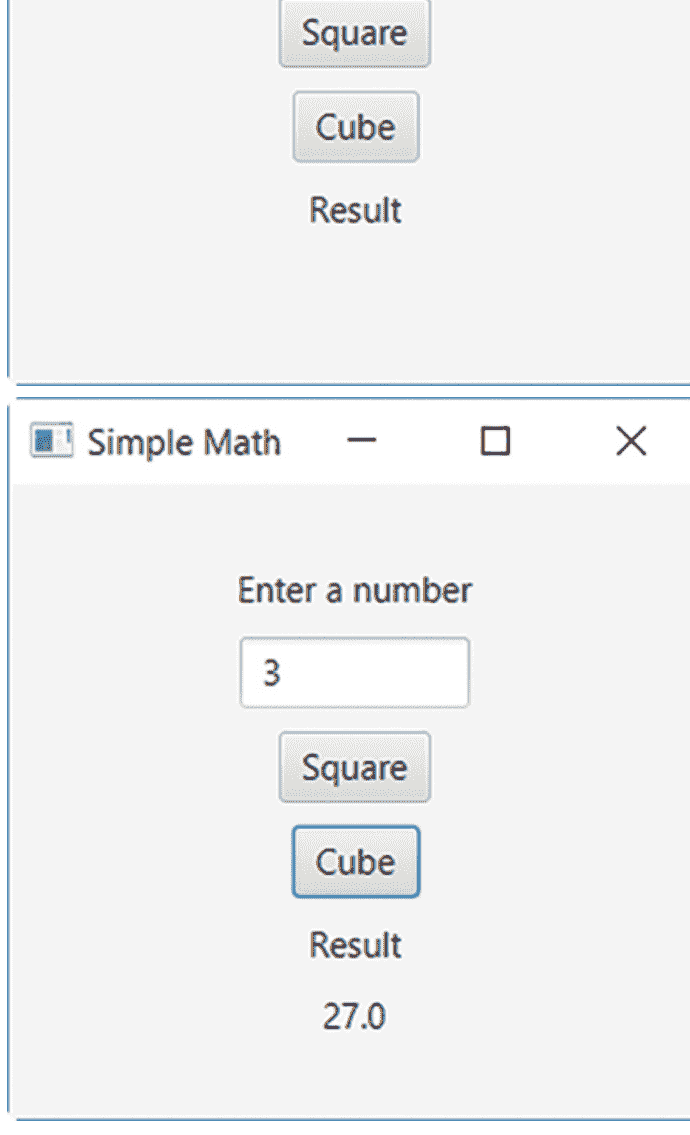 Square
Cube
Result
Simple Math
Enter a number
3
Square
Cube
Result
27.0